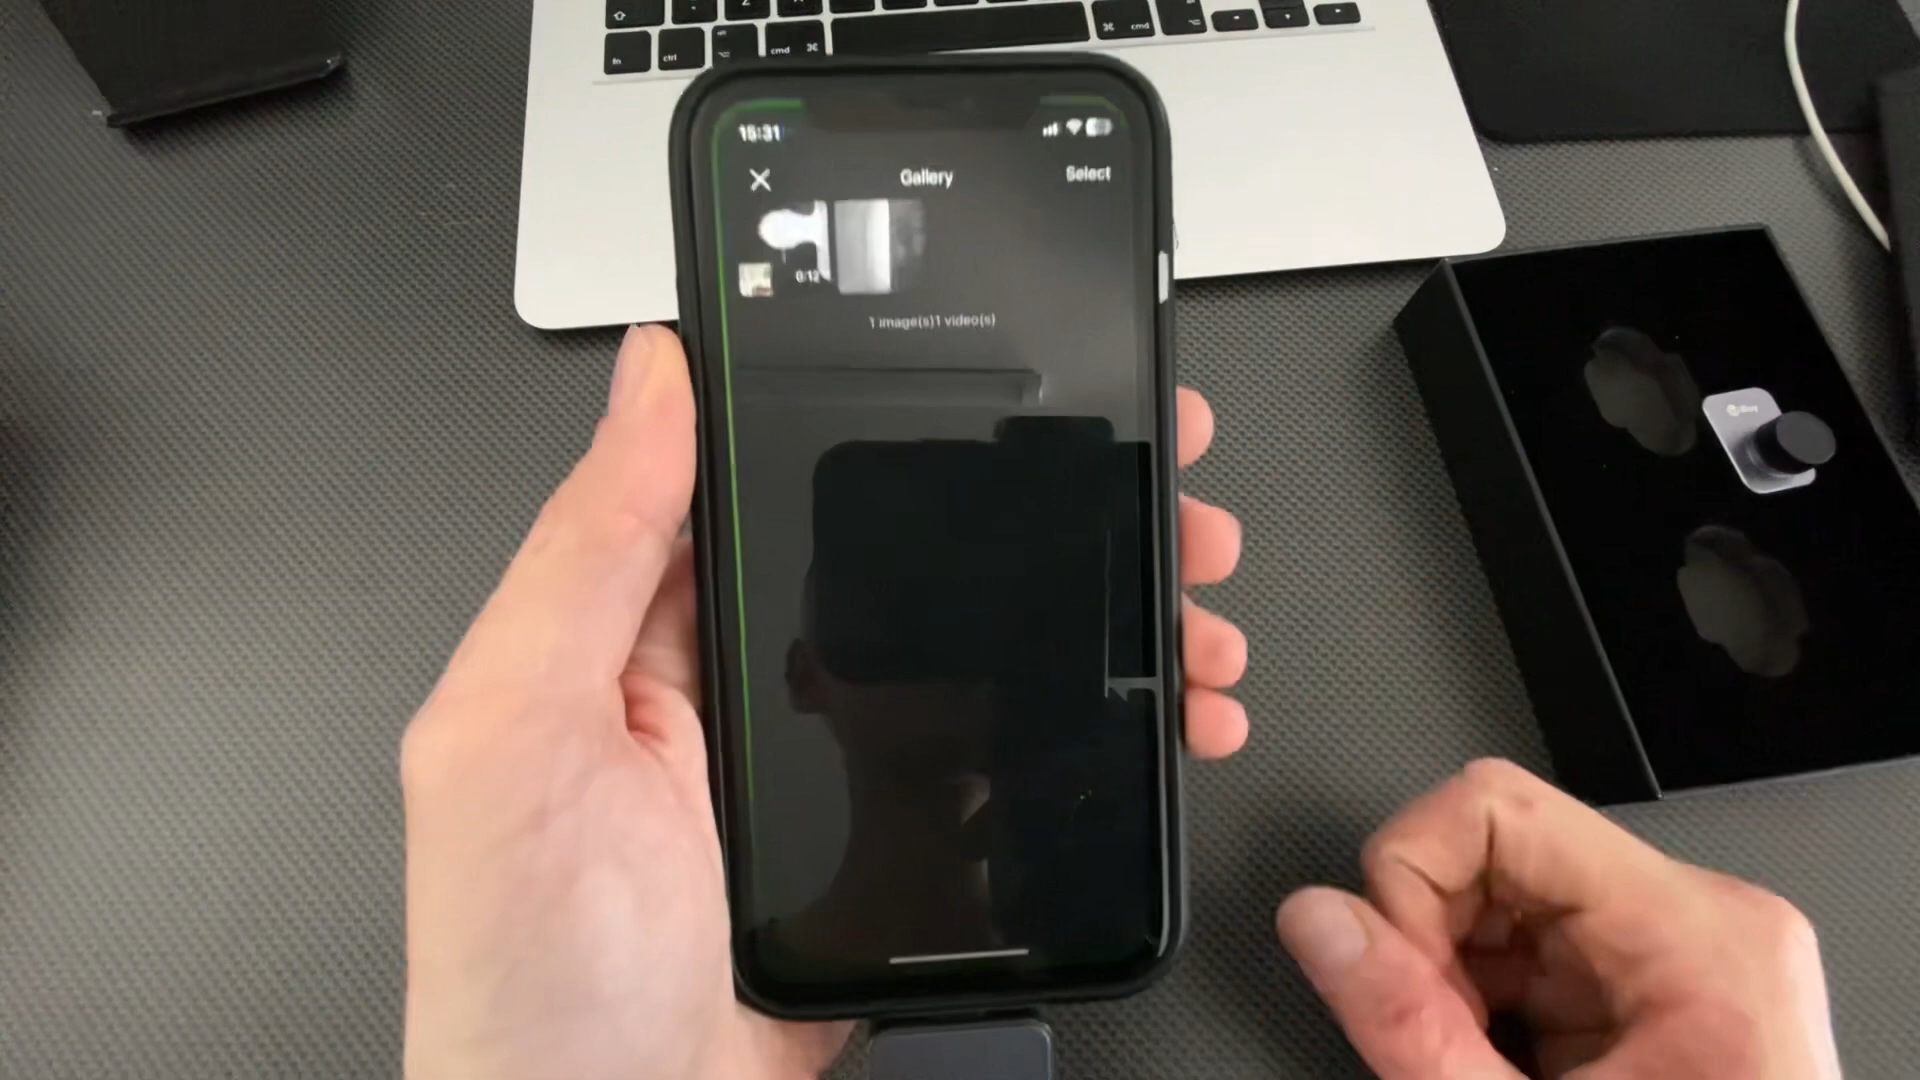 fn ctrl cmd ⌘ ⌘ cmd
15:31
Gallery Select
0:12
1 image(s)1 video(s)